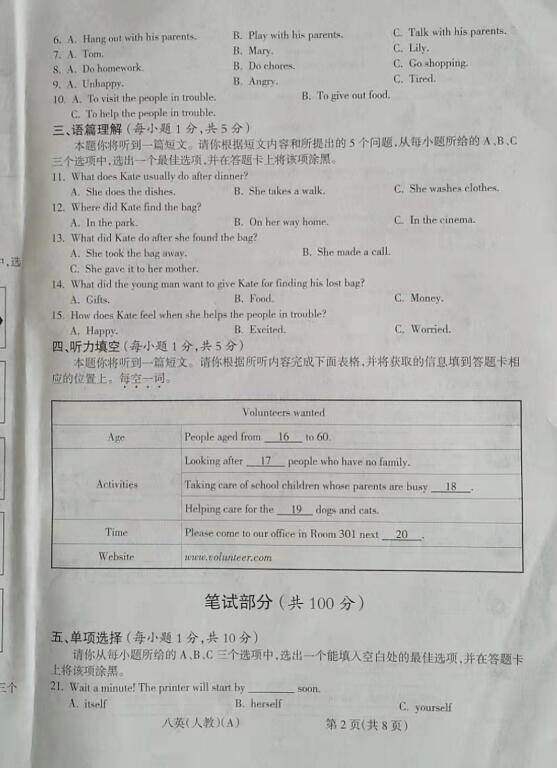 6. A. Hang out with his parents. B. Play with his parents. C. Talk with his parents.
7. A. Tom. B. Mary. C. Lily.
8. A. Do homework. B. Do chores. C. Go shopping.
9. A. Unhappy. B. Angry. C. Tired.
10. A. To visit the people in trouble. B. To give out food.
C. To help the people in trouble.
三、语篇理解(每小题1分,共5分)
本题你将听到一篇短文。请你根据短文内容和所提出的5个问题,从每小题所给的A、B、C
三个选项中,选出一个最佳选项,并在答题卡上将该项涂黑。
11. What does Kate usually do after dinner?
A. She does the dishes. B. She takes a walk. C. She washes clothes.
12. Where did Kate find the bag?
A. In the park. B. On her way home. C. In the cinema.
13. What did Kate do after she found the bag?
A. She took the bag away. B. She made a call.
C. She gave it to her mother.
14. What did the young man want to give Kate for finding his lost bag?
A. Gifts. B. Food. C. Money.
15. How does Kate feel when she helps the people in trouble?
A. Happy. B. Excited. C. Worried.
四、听力填空(每小题1分,共5分)
本题你将听到一篇短文。请你根据所听内容完成下面表格,并将获取的信息填到答题卡相
应的位置上。每空一词。
Volunteers wanted
Age People aged from 16 to 60.
Looking after 17 people who have no family.
Activities Taking care of school children whose parents are busy 18 .
Helping care for the 19 dogs and cats.
Time Please come to our office in Room 301 next 20 .
Website www.volunteer.com
笔试部分(共100分)
五、单项选择(每小题1分,共10分)
请你从每小题所给的A、B、C三个选项中,选出一个能填入空白处的最佳选项,并在答题卡
上将该项涂黑。
21. Wait a minute! The printer will start by ______ soon.
A. itself B. herself C. yourself
八英(人教)(A) 第2页(共8页)
中,选
三个